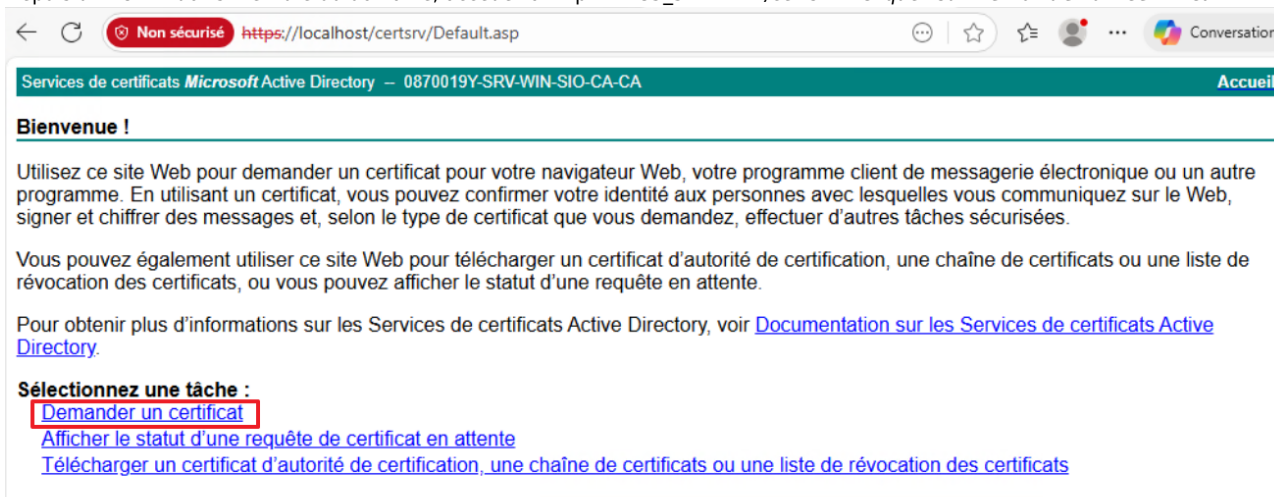 Non sécurisé https://localhost/certsrv/Default.asp Conversation
Services de certificats Microsoft Active Directory -- 0870019Y-SRV-WIN-SIO-CA-CA Accueil
Bienvenue !
Utilisez ce site Web pour demander un certificat pour votre navigateur Web, votre programme client de messagerie électronique ou un autre
programme. En utilisant un certificat, vous pouvez confirmer votre identité aux personnes avec lesquelles vous communiquez sur le Web,
signer et chiffrer des messages et, selon le type de certificat que vous demandez, effectuer d'autres tâches sécurisées.
Vous pouvez également utiliser ce site Web pour télécharger un certificat d'autorité de certification, une chaîne de certificats ou une liste de
révocation des certificats, ou vous pouvez afficher le statut d'une requête en attente.
Pour obtenir plus d'informations sur les Services de certificats Active Directory, voir Documentation sur les Services de certificats Active
Directory.
Sélectionnez une tâche :
Demander un certificat
Afficher le statut d'une requête de certificat en attente
Télécharger un certificat d'autorité de certification, une chaîne de certificats ou une liste de révocation des certificats